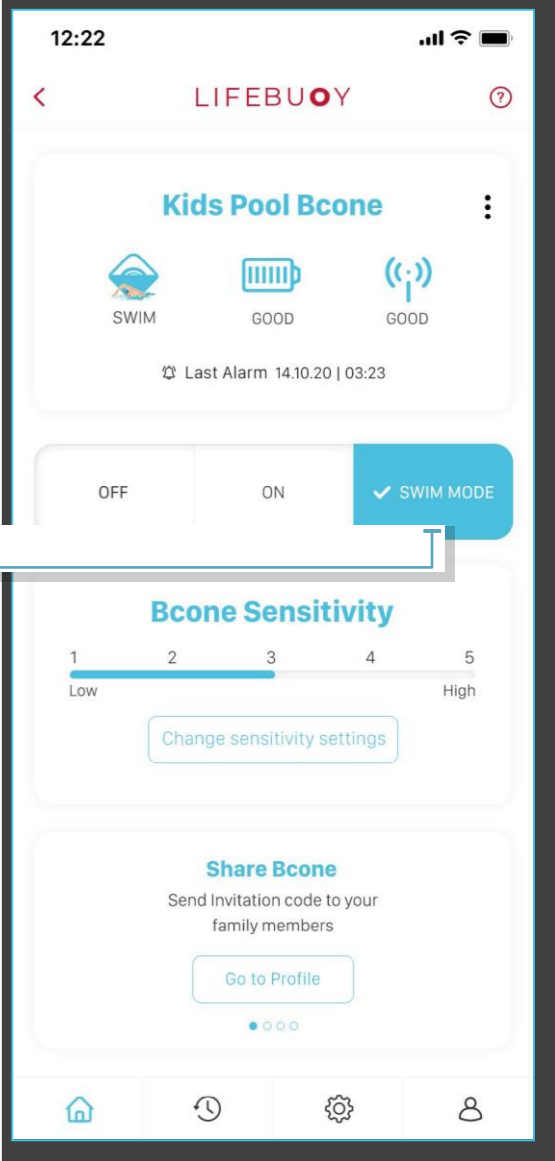 12:22
LIFEBUOY
?
Kids Pool Bcone
SWIM GOOD GOOD
Last Alarm 14.10.20 | 03:23
OFF ON SWIM MODE
Bcone Sensitivity
1 2 3 4 5
Low High
Change sensitivity settings
Share Bcone
Send Invitation code to your
family members
Go to Profile